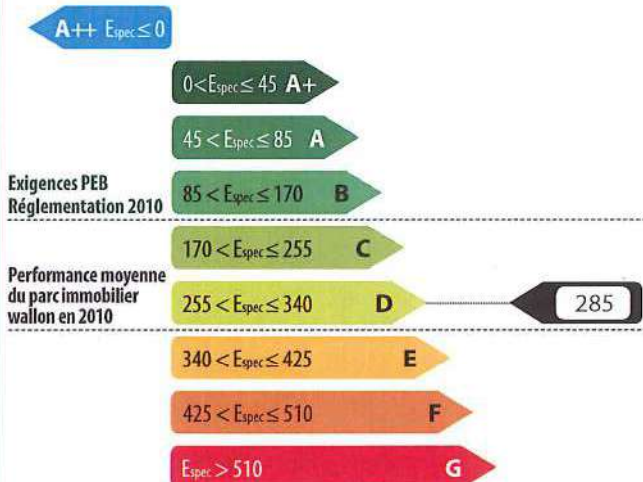 A++ Espec ≤ 0
0 < Espec ≤ 45 A+
45 < Espec ≤ 85 A
Exigences PEB
Réglementation 2010
85 < Espec ≤ 170 B
170 < Espec ≤ 255 C
Performance moyenne
du parc immobilier
wallon en 2010
255 < Espec ≤ 340 D
285
340 < Espec ≤ 425 E
425 < Espec ≤ 510 F
Espec > 510 G